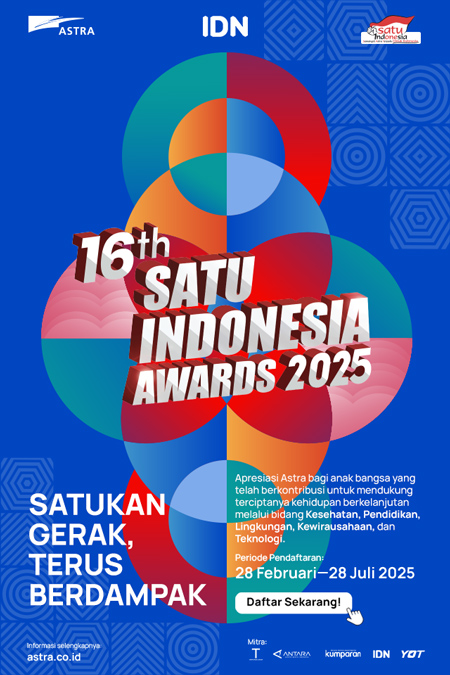 ASTRA
IDN
satu
Indonesia
16th
SATU
INDONESIA
AWARDS 2025
SATUKAN
GERAK,
TERUS
BERDAMPAK
Apresiasi Astra bagi anak bangsa yang
telah berkontribusi untuk mendukung
terciptanya kehidupan berkelanjutan
melalui bidang Kesehatan, Pendidikan,
Lingkungan, Kewirausahaan, dan
Teknologi.
Periode Pendaftaran:
28 Februari—28 Juli 2025
Daftar Sekarang!
Informasi selengkapnya:
astra.co.id
Mitra:
T
ANTARA
kumparan
IDN
YOT